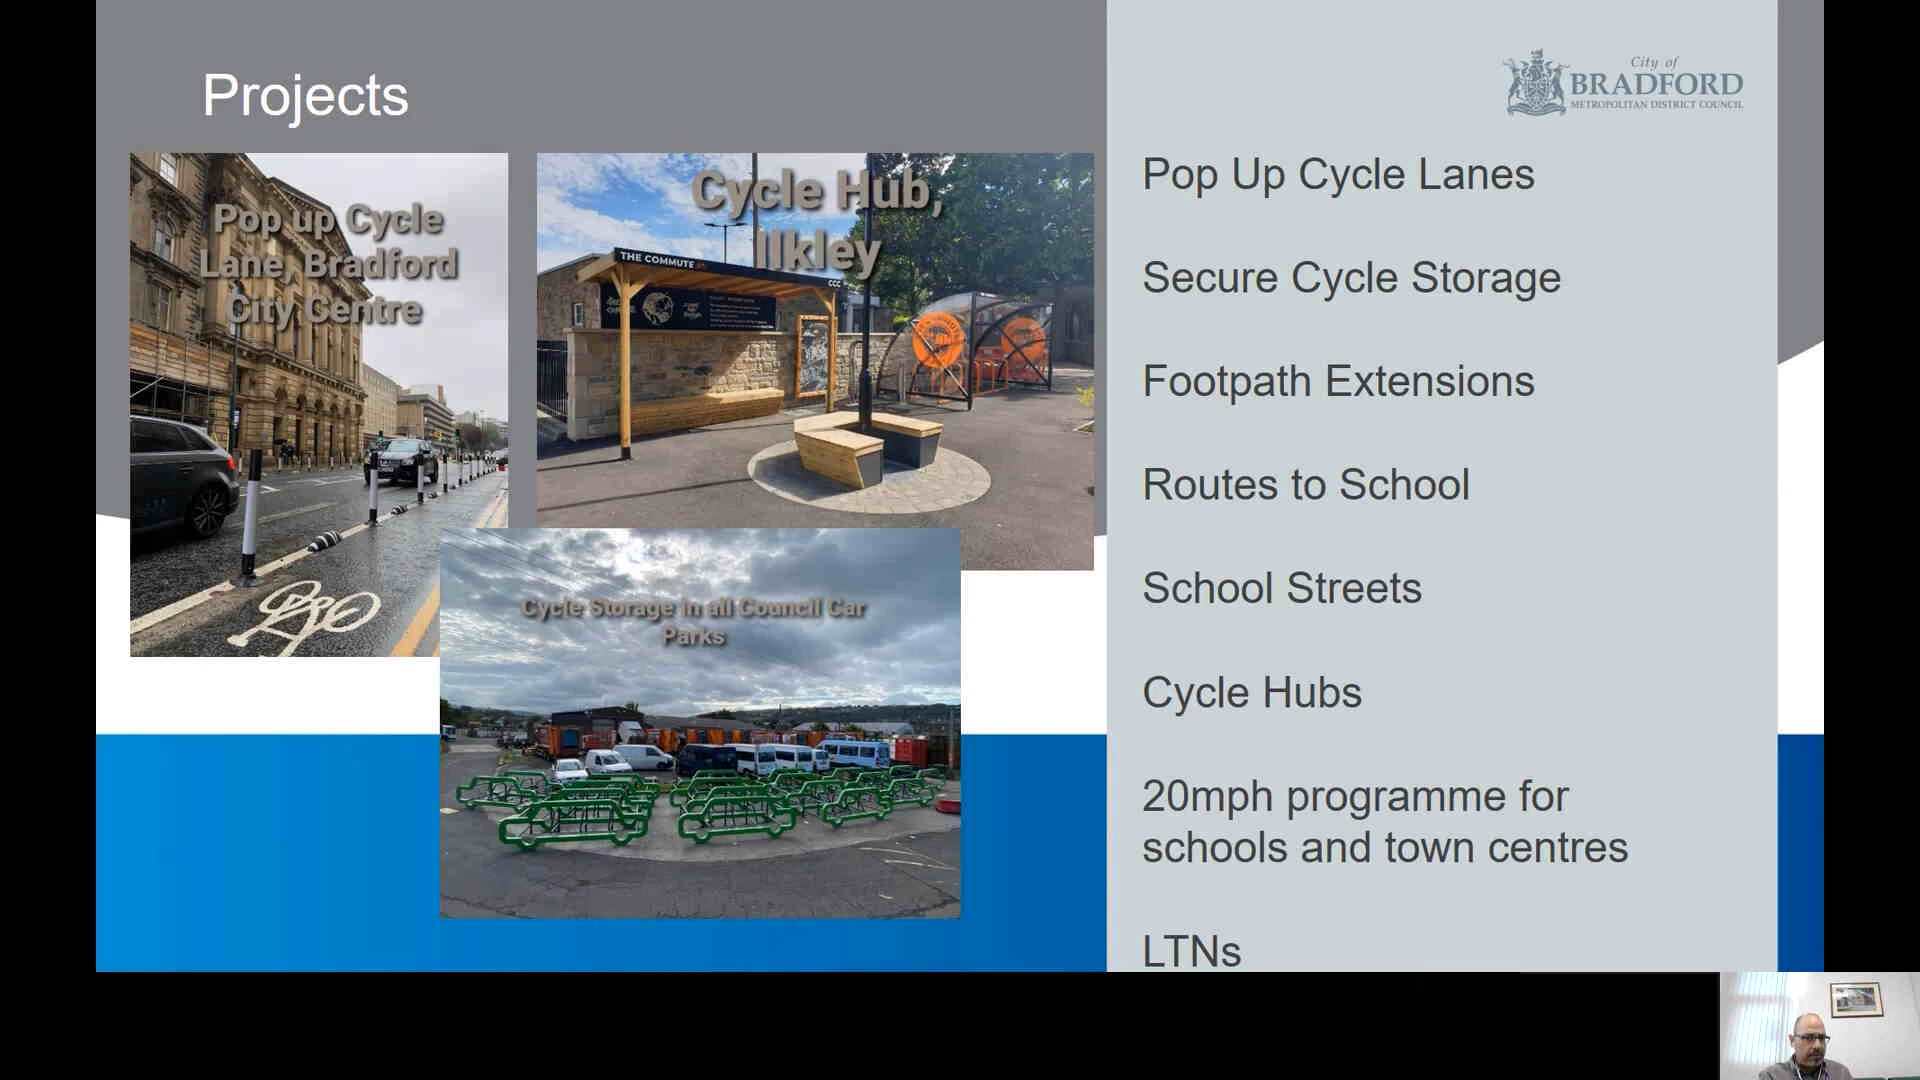 Projects
City of
BRADFORD
METROPOLITAN DISTRICT COUNCIL
Pop up Cycle
Lane, Bradford
City Centre
Cycle Hub,
Ilkley
THE COMMUTE
CCC
Cycle Storage in all Council Car
Parks
Pop Up Cycle Lanes
Secure Cycle Storage
Footpath Extensions
Routes to School
School Streets
Cycle Hubs
20mph programme for
schools and town centres
LTNs